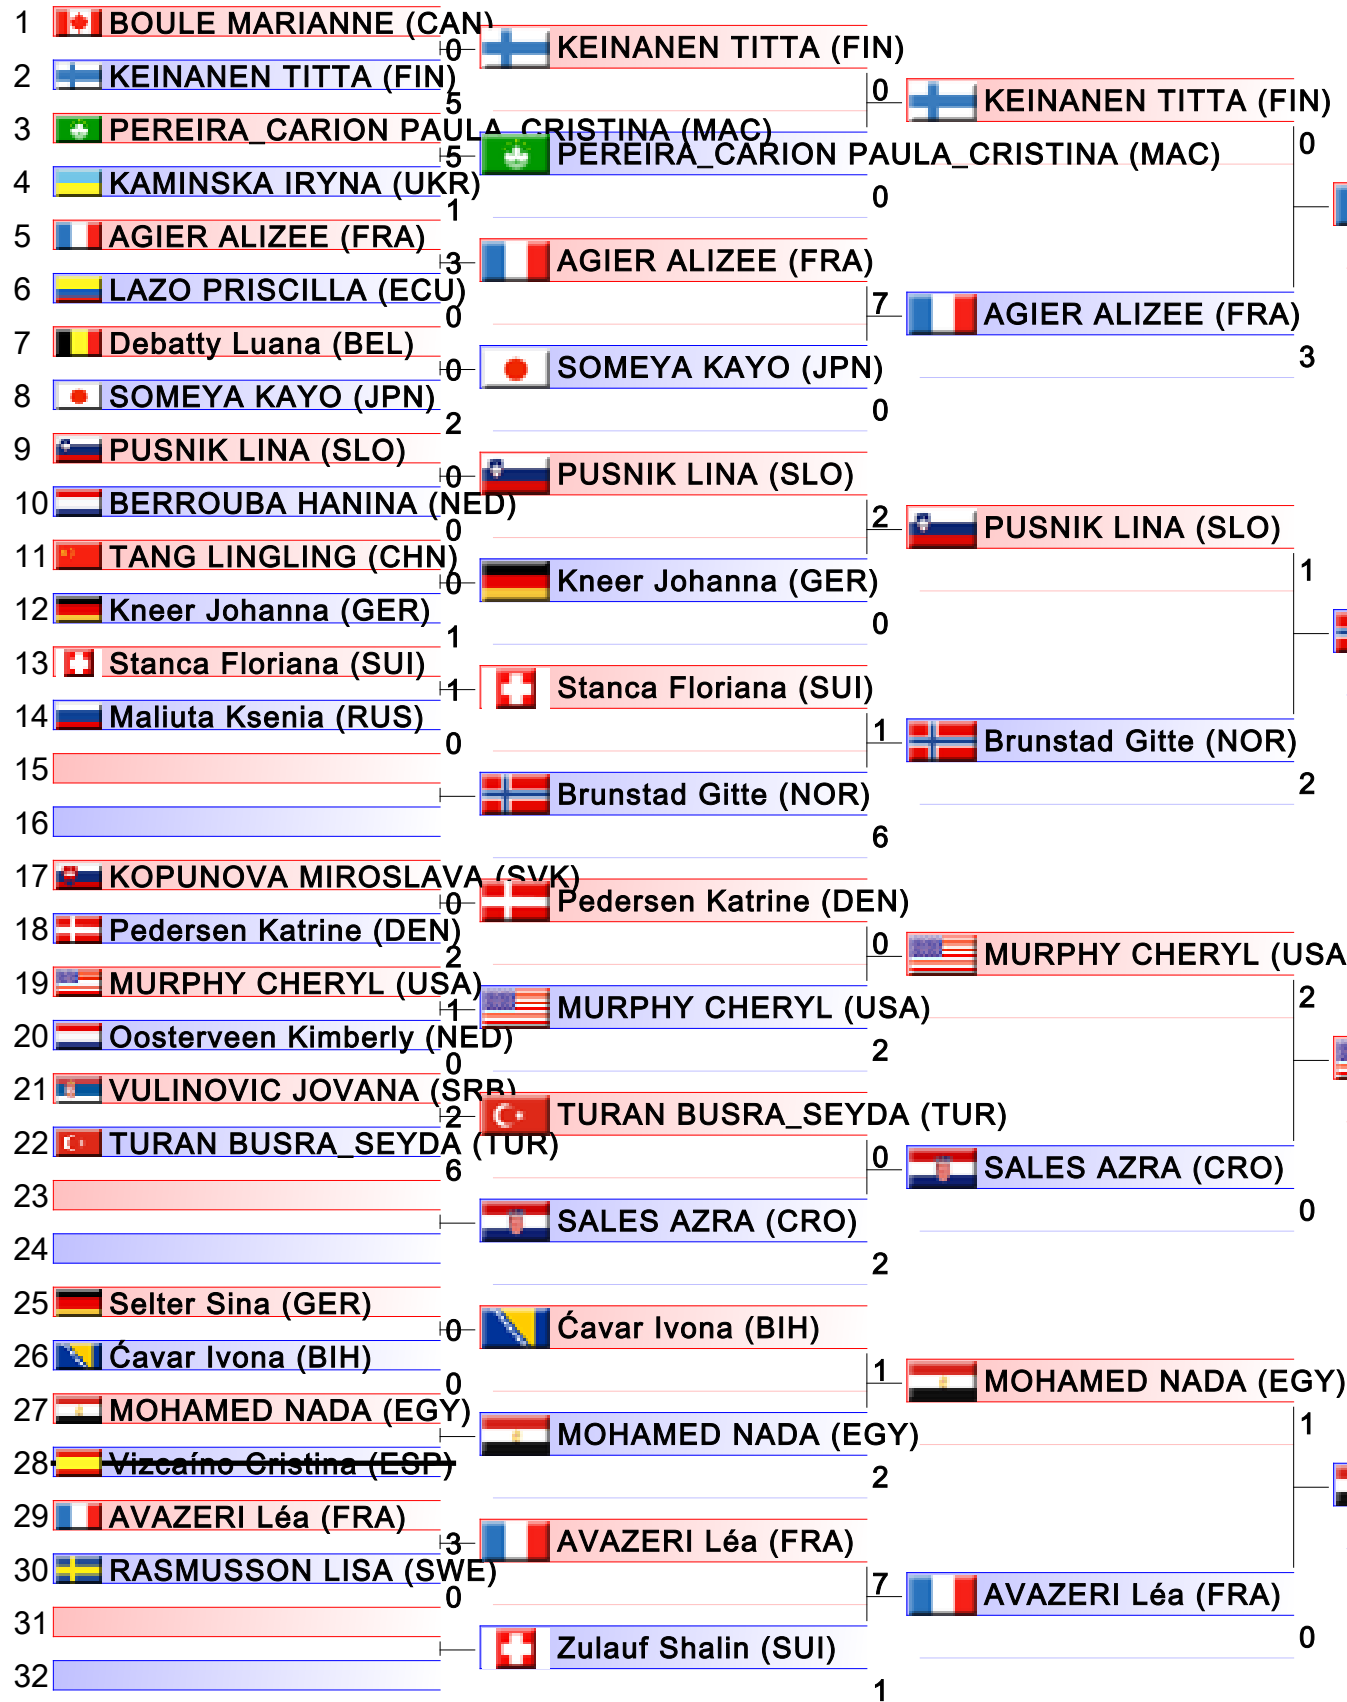 1 BOULE MARIANNE (CAN)
0
2 KEINANEN TITTA (FIN)
5
3 PEREIRA_CARION PAULA_CRISTINA (MAC)
5
4 KAMINSKA IRYNA (UKR)
1
5 AGIER ALIZEE (FRA)
3
6 LAZO PRISCILLA (ECU)
0
7 Debatty Luana (BEL)
0
8 SOMEYA KAYO (JPN)
2
9 PUSNIK LINA (SLO)
0
10 BERROUBA HANINA (NED)
0
11 TANG LINGLING (CHN)
0
12 Kneer Johanna (GER)
1
13 Stanca Floriana (SUI)
1
14 Maliuta Ksenia (RUS)
0
15
16
17 KOPUNOVA MIROSLAVA (SVK)
0
18 Pedersen Katrine (DEN)
2
19 MURPHY CHERYL (USA)
1
20 Oosterveen Kimberly (NED)
0
21 VULINOVIC JOVANA (SRB)
2
22 TURAN BUSRA_SEYDA (TUR)
6
23
24
25 Selter Sina (GER)
0
26 Ćavar Ivona (BIH)
0
27 MOHAMED NADA (EGY)
28 Vizcaíno Cristina (ESP)
29 AVAZERI Léa (FRA)
3
30 RASMUSSON LISA (SWE)
0
31
32
KEINANEN TITTA (FIN)
0
PEREIRA_CARION PAULA_CRISTINA (MAC)
0
AGIER ALIZEE (FRA)
7
SOMEYA KAYO (JPN)
0
PUSNIK LINA (SLO)
2
Kneer Johanna (GER)
0
Stanca Floriana (SUI)
1
Brunstad Gitte (NOR)
6
Pedersen Katrine (DEN)
0
MURPHY CHERYL (USA)
2
TURAN BUSRA_SEYDA (TUR)
0
SALES AZRA (CRO)
2
Ćavar Ivona (BIH)
1
MOHAMED NADA (EGY)
2
AVAZERI Léa (FRA)
7
Zulauf Shalin (SUI)
1
KEINANEN TITTA (FIN)
0
AGIER ALIZEE (FRA)
3
PUSNIK LINA (SLO)
1
Brunstad Gitte (NOR)
2
MURPHY CHERYL (USA
2
SALES AZRA (CRO)
0
MOHAMED NADA (EGY)
1
AVAZERI Léa (FRA)
0